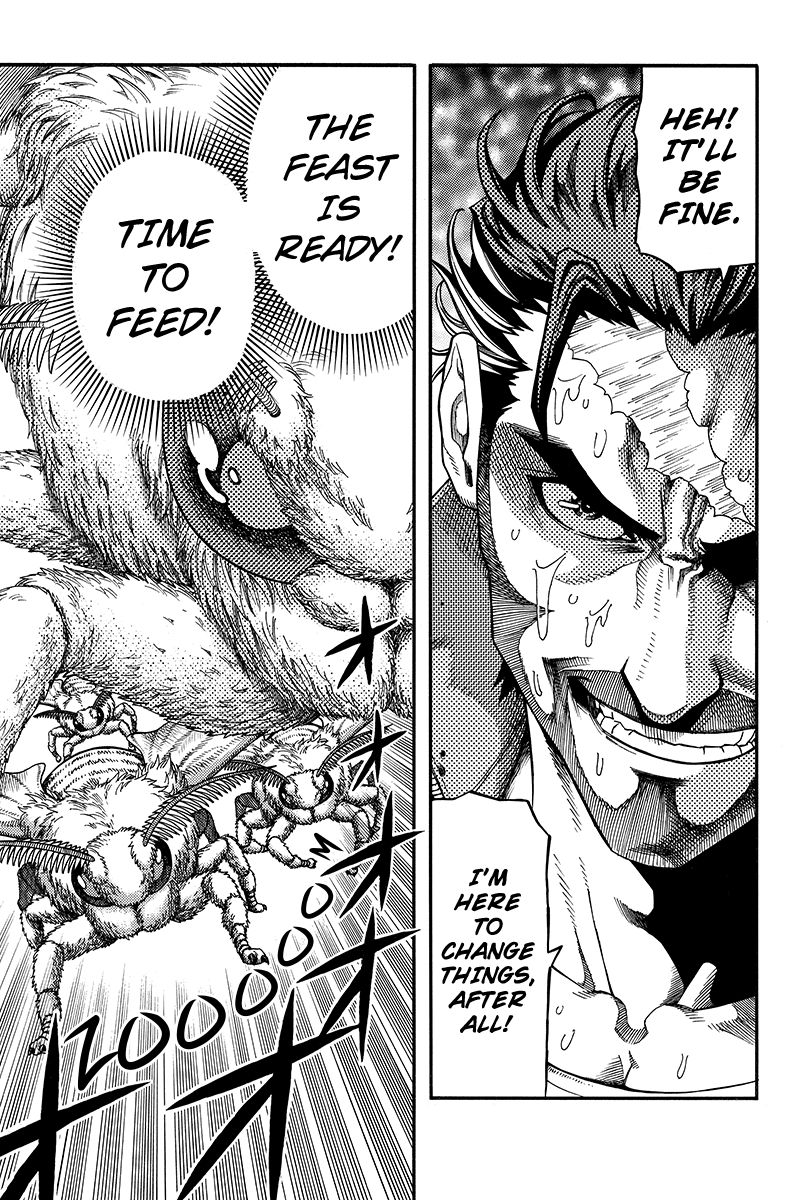 HEH!
IT'LL
BE
FINE.
I'M
HERE
TO
CHANGE
THINGS,
AFTER
ALL!
THE
FEAST
IS
READY!
TIME
TO
FEED!
ZOOOOOM